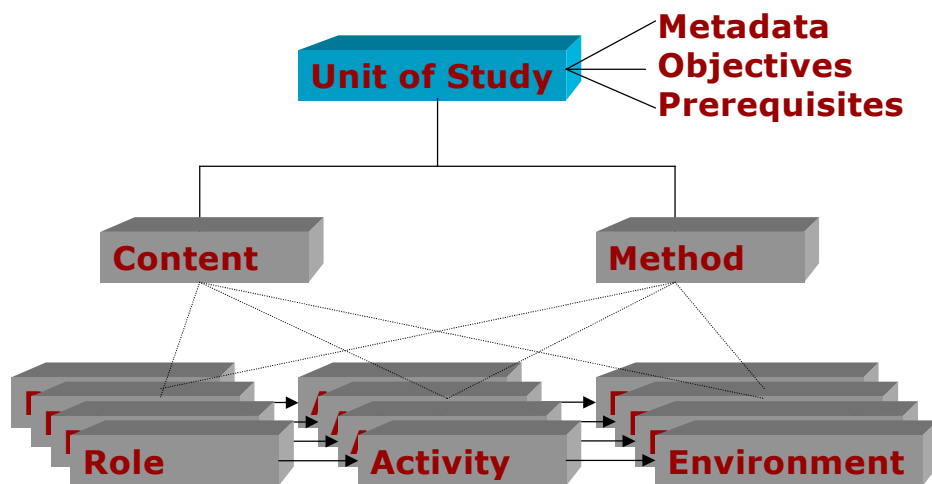 Metadata
Unit of Study
Objectives
Prerequisites
Content
Method
Role
Activity
Environment